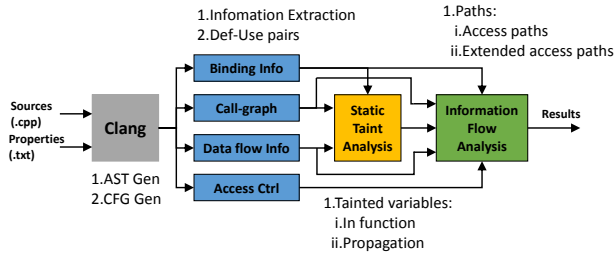 1.Infomation Extraction
2.Def-Use pairs
1.Paths:
i.Access paths
ii.Extended access paths
Binding Info
Sources
(.cpp)
Properties
(.txt)
Clang
Call-graph
Static
Taint
Analysis
Information
Flow
Analysis
Results
Data flow Info
Access Ctrl
1.AST Gen
2.CFG Gen
1.Tainted variables:
i.In function
ii.Propagation